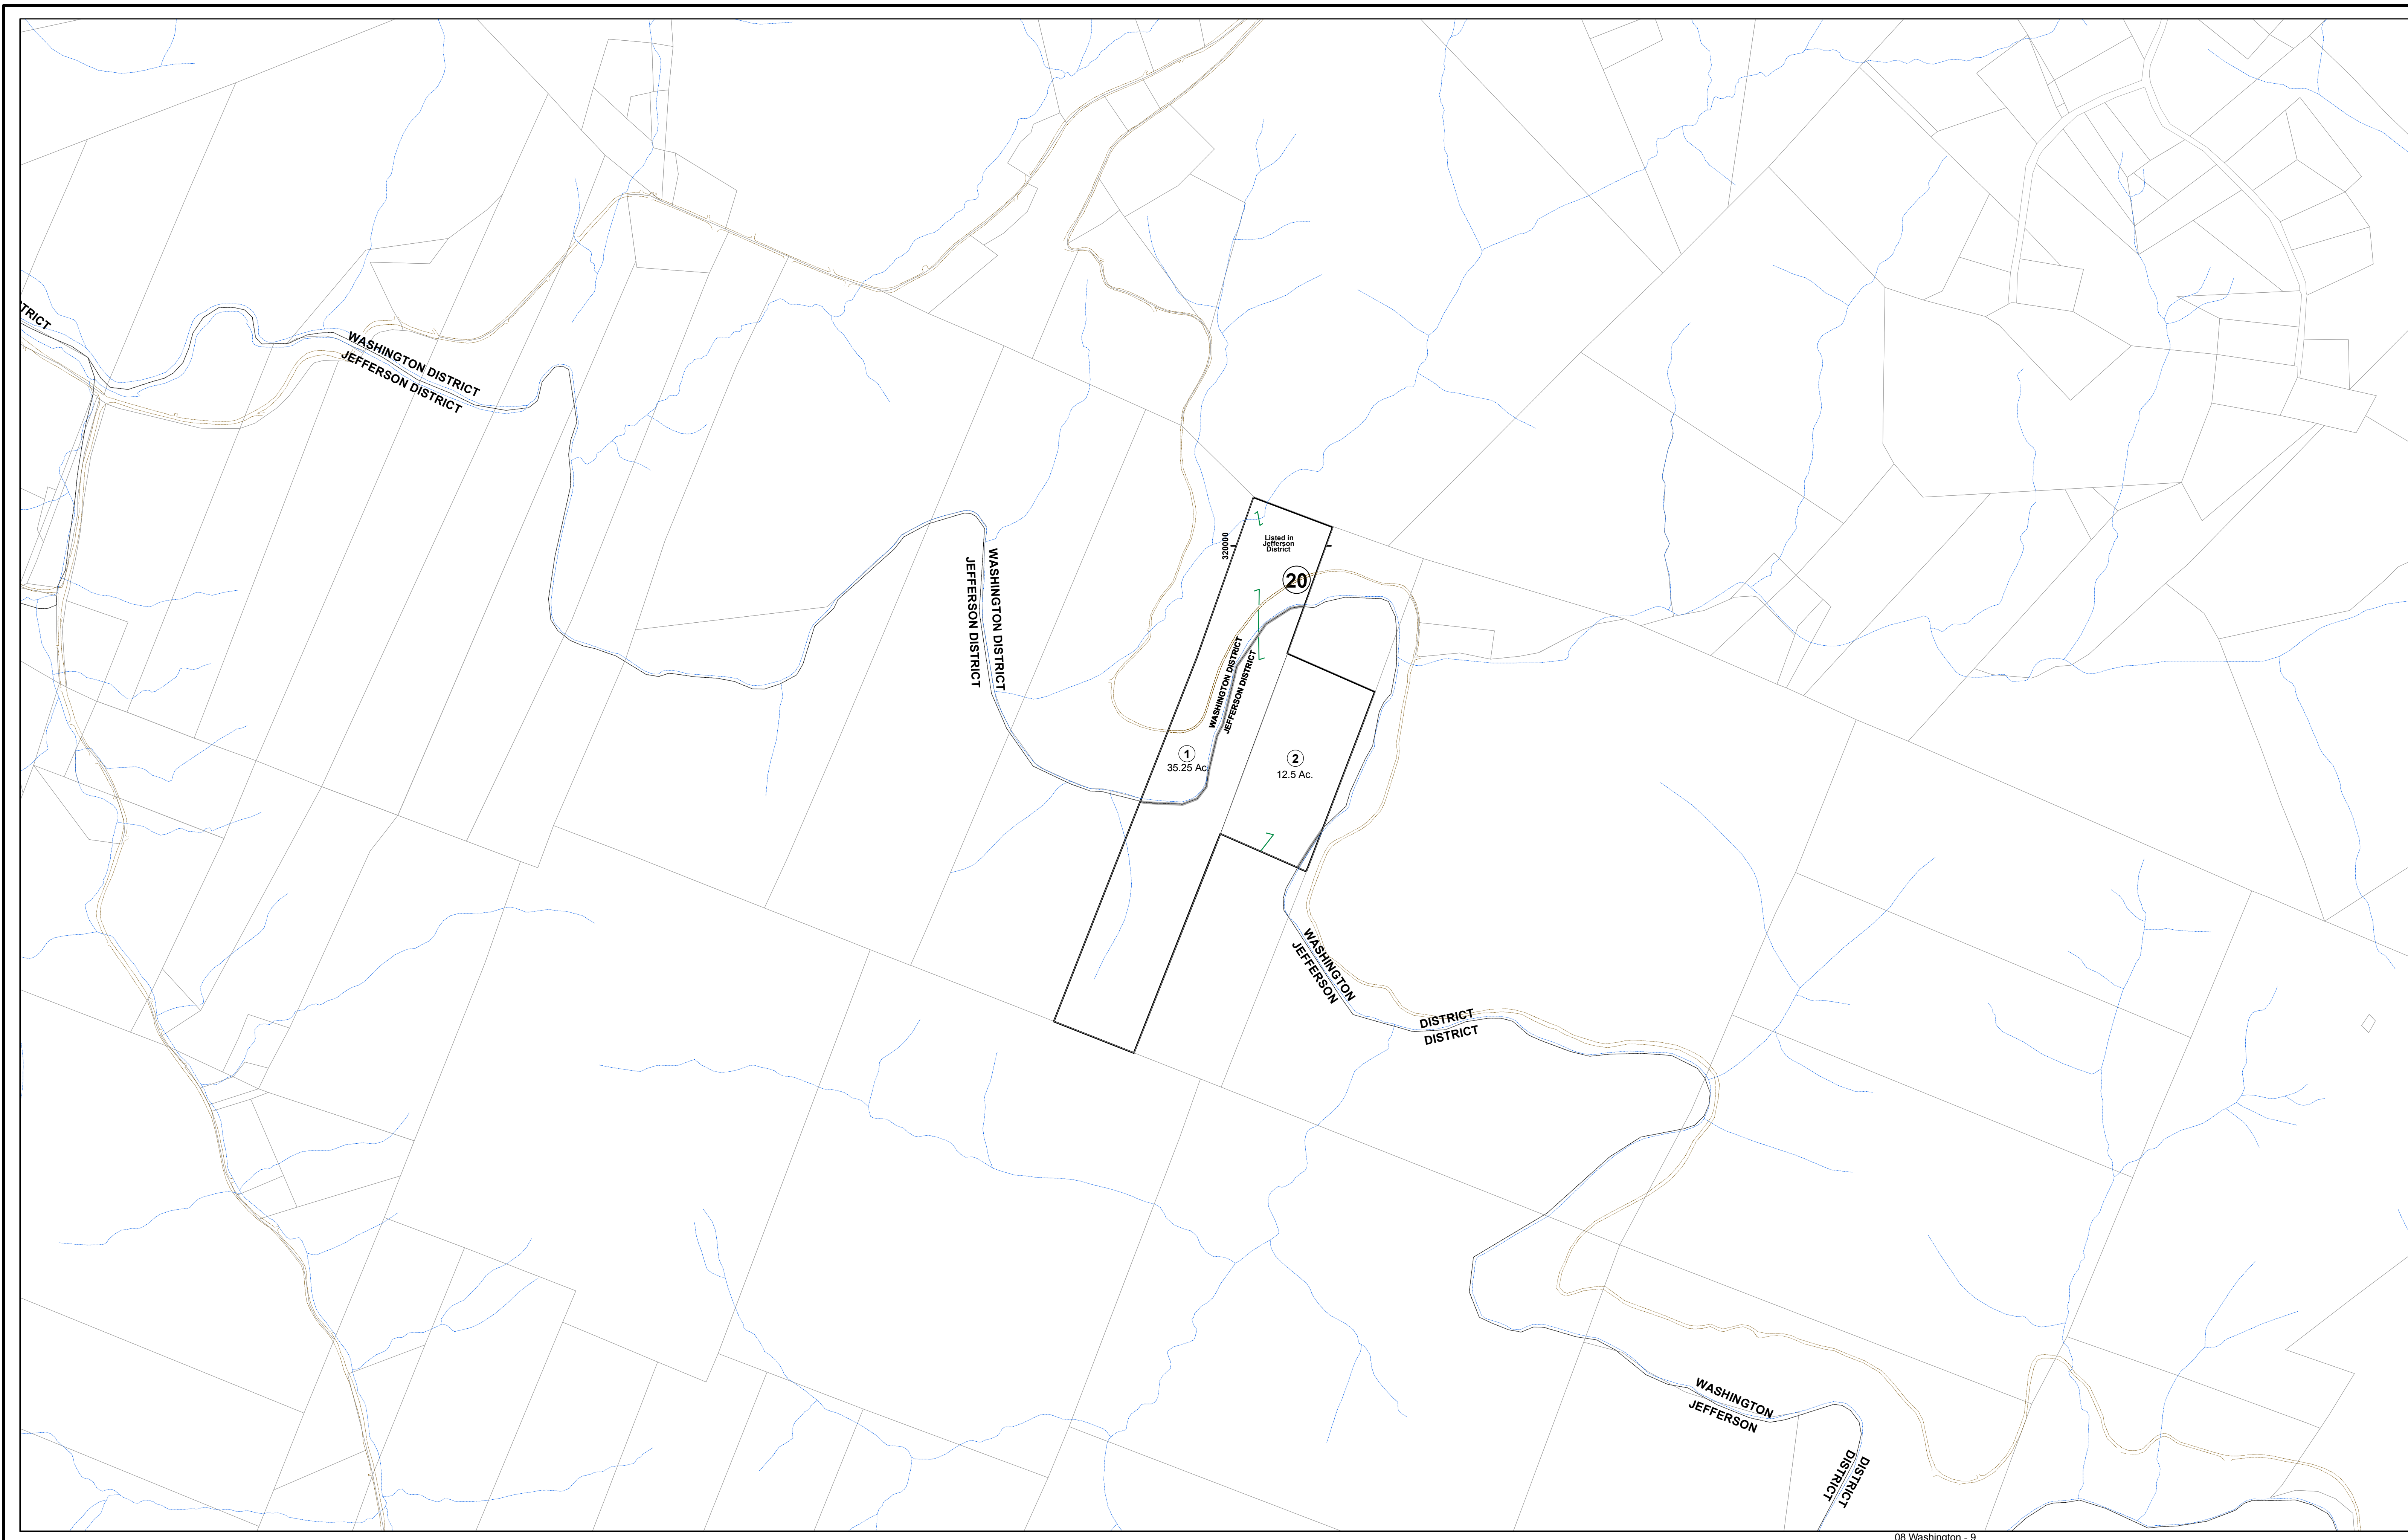 TRICT
WASHINGTON DISTRICT
JEFFERSON DISTRICT
WASHINGTON DISTRICT
JEFFERSON DISTRICT
320000
Listed in
Jefferson
District
20
WASHINGTON DISTRICT
JEFFERSON DISTRICT
1
35.25 Ac.
2
12.5 Ac.
WASHINGTON
JEFFERSON
DISTRICT
DISTRICT
WASHINGTON
JEFFERSON
DISTRICT
DISTRICT
08 Washington - 9